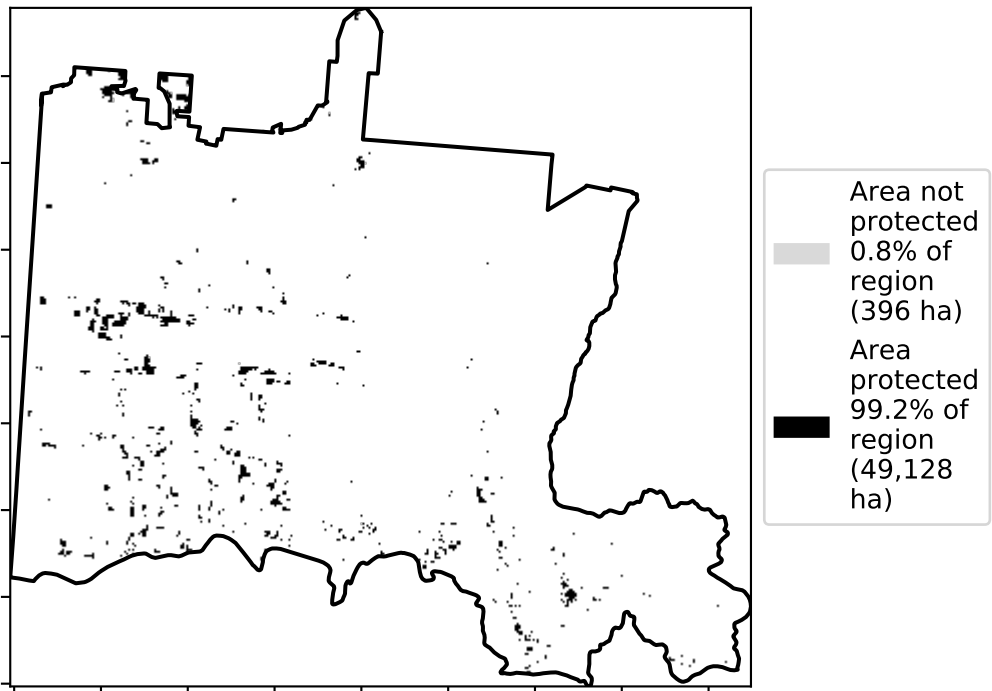 Area not
protected
0.8% of
region
(396 ha)
Area
protected
99.2% of
region
(49,128
ha)